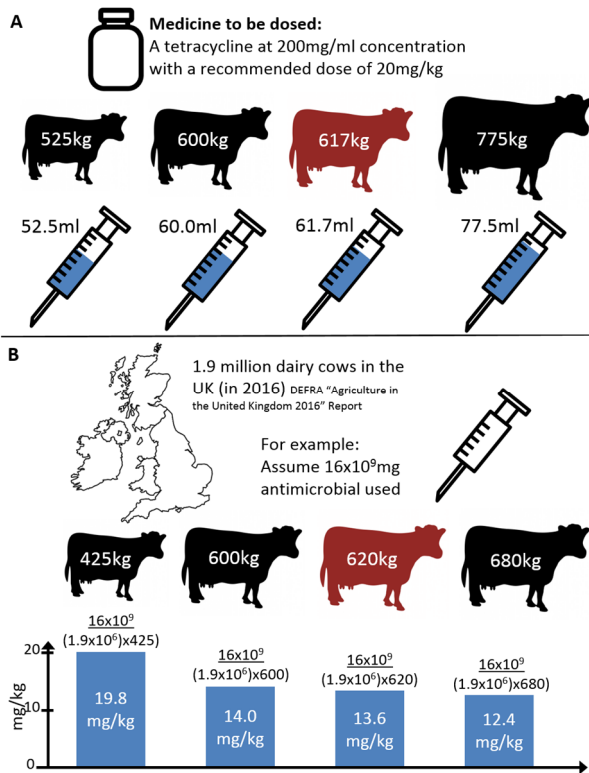 A
Medicine to be dosed:
A tetracycline at 200mg/ml concentration
with a recommended dose of 20mg/kg
525kg
600kg
617kg
775kg
52.5ml
60.0ml
61.7ml
77.5ml
B
1.9 million dairy cows in the
UK (in 2016) DEFRA “Agriculture in
the United Kingdom 2016” Report
For example:
Assume 16x10⁹mg
antimicrobial used
425kg
600kg
620kg
680kg
16x10⁹
(1.9x10⁶)x425
16x10⁹
(1.9x10⁶)x600
16x10⁹
(1.9x10⁶)x620
16x10⁹
(1.9x10⁶)x680
mg/kg
20
10
0
19.8
mg/kg
14.0
mg/kg
13.6
mg/kg
12.4
mg/kg